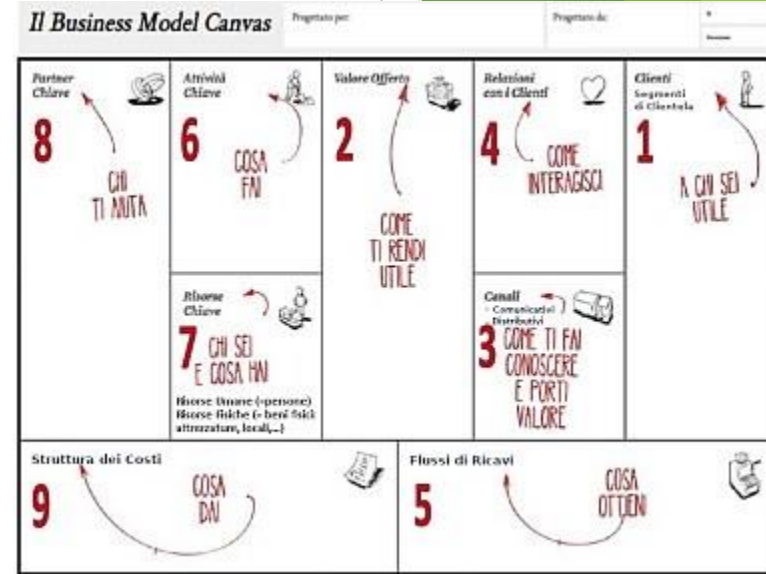 Il Business Model Canvas
Progettato per:
Progettato da:
Partner
Chiave
8
CHI
TI AIUTA
Attività
Chiave
6
COSA
FAI
Valore Offerto
2
COME
TI RENDI
UTILE
Relazioni
con i Clienti
4
COME
INTERAGISCI
Clienti
Segmenti
di Clientela
1
A CHI SEI
UTILE
Risorse
Chiave
7
CHI SEI
E COSA HAI
Risorse Umane (=persone)
Risorse Fisiche (= beni fisici
attrezzature, locali,...)
Canali
- Comunicativi
Distributivi
3
COME TI FAI
CONOSCERE
E PORTI
VALORE
Struttura dei Costi
9
COSA
DAI
Flussi di Ricavi
5
COSA
OTTIENI